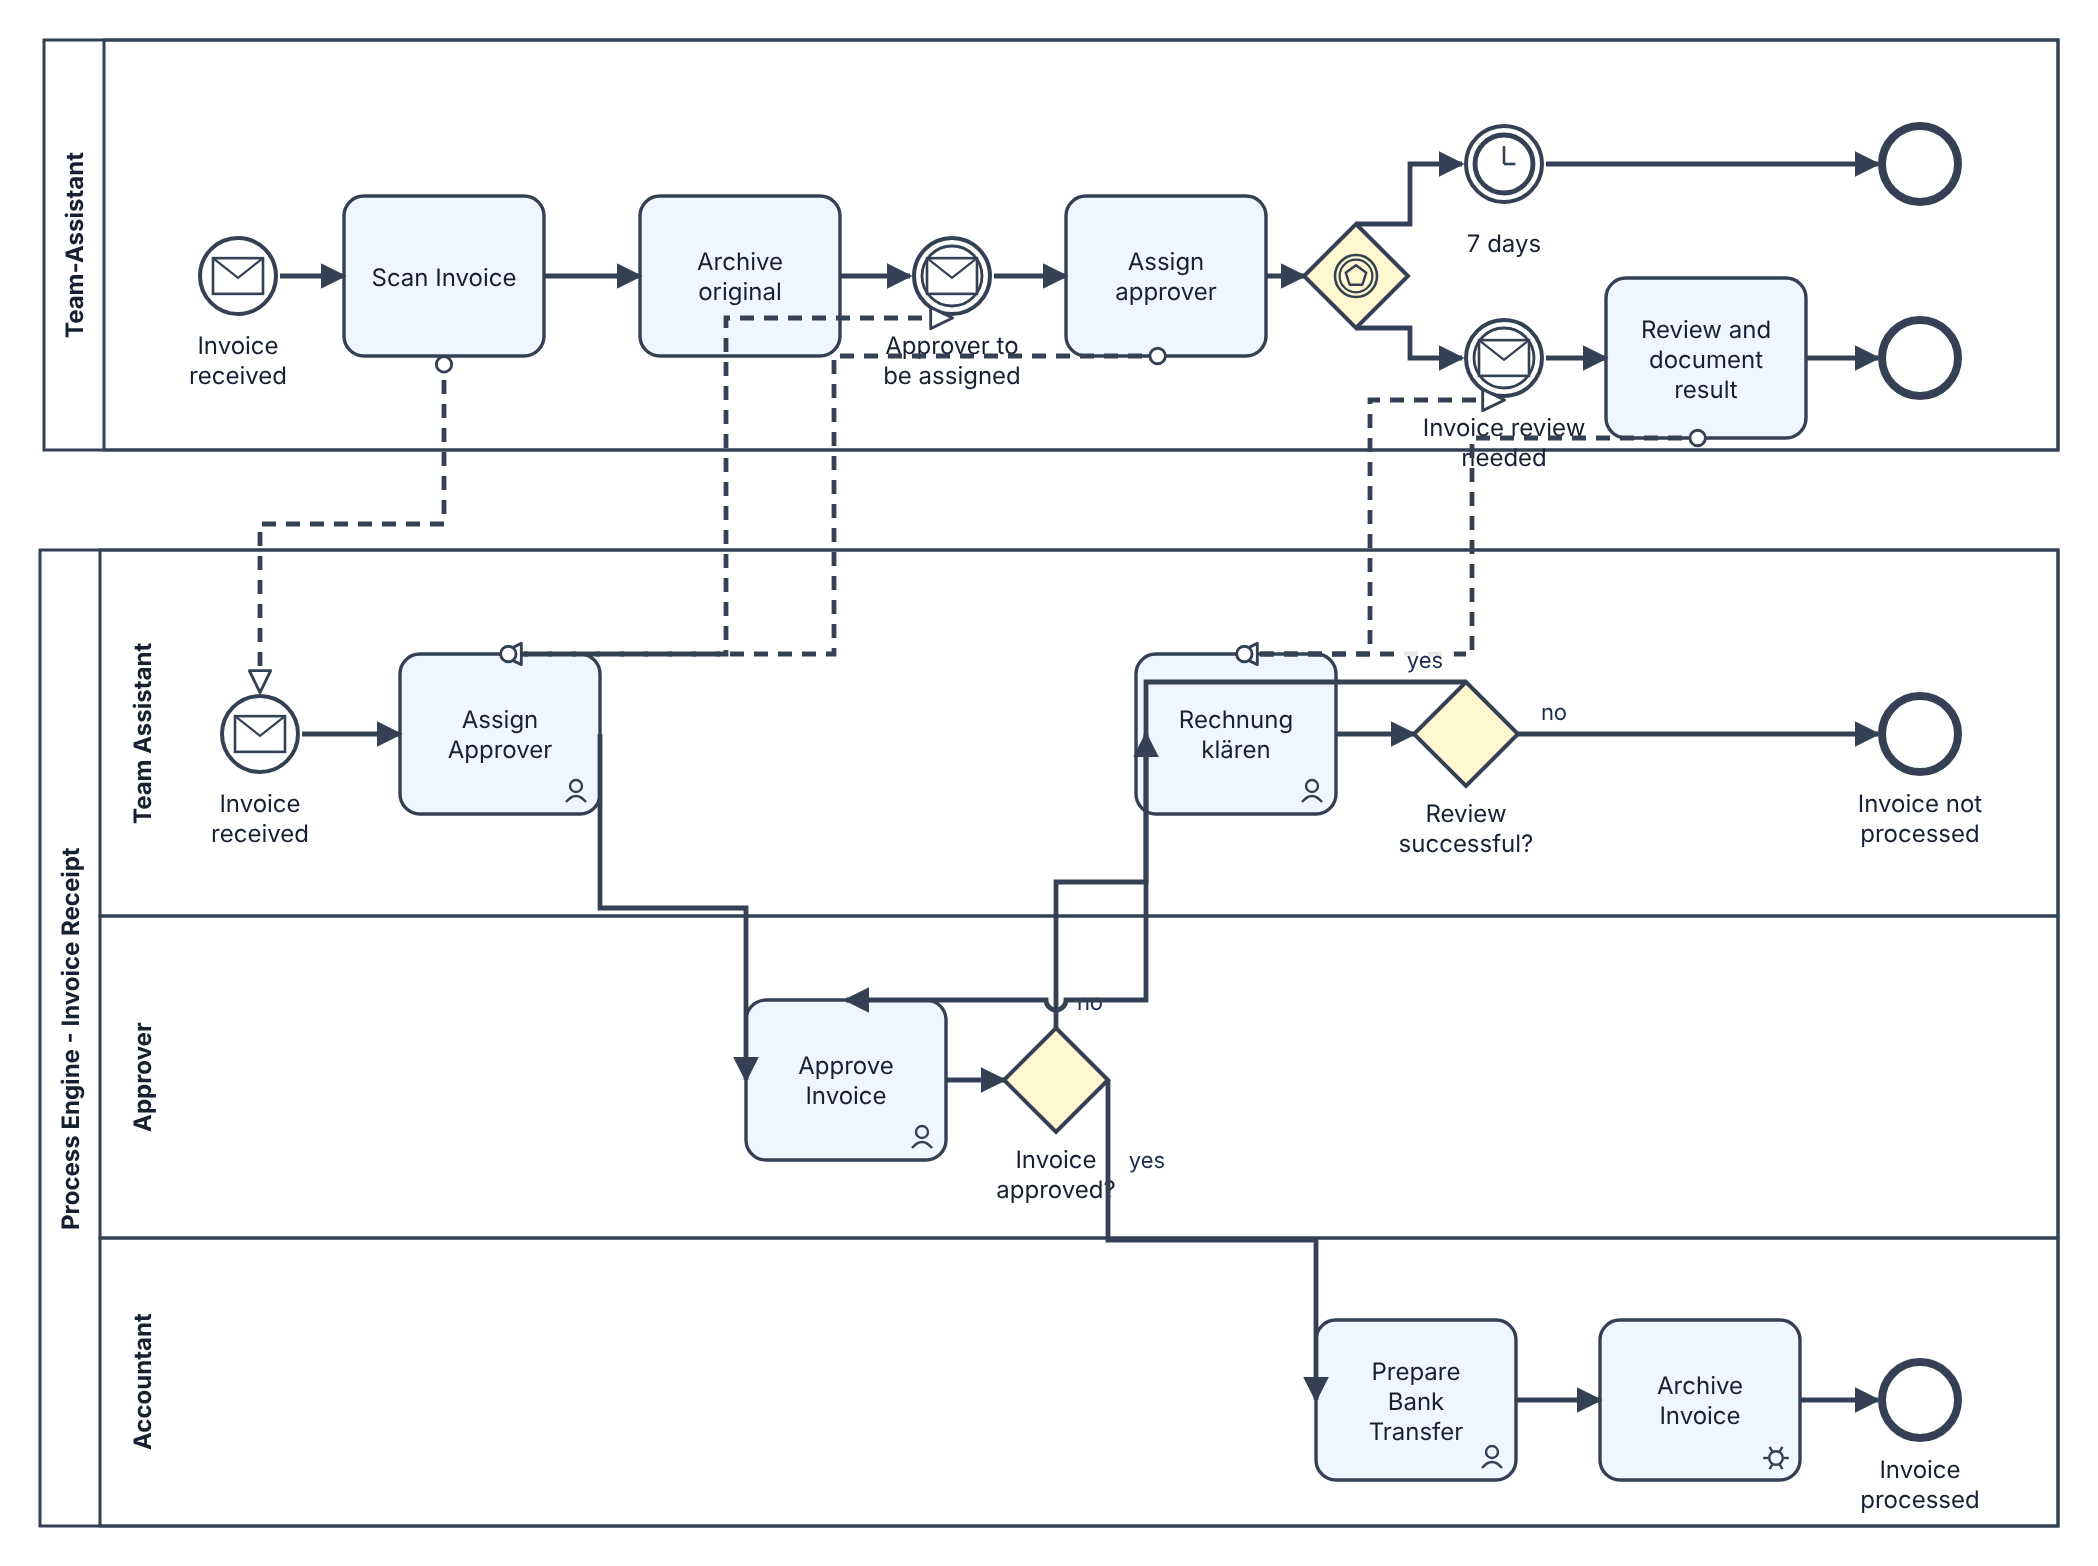 Team-Assistant
Invoice
received
Scan Invoice
Archive
original
Approver to
be assigned
Assign
approver
7 days
Invoice review
needed
Review and
document
result
Process Engine - Invoice Receipt
Team Assistant
Invoice
received
Assign
Approver
Rechnung
klären
yes
Review
successful?
no
Invoice not
processed
Approver
Approve
Invoice
no
Invoice
approved?
yes
Accountant
Prepare
Bank
Transfer
Archive
Invoice
Invoice
processed